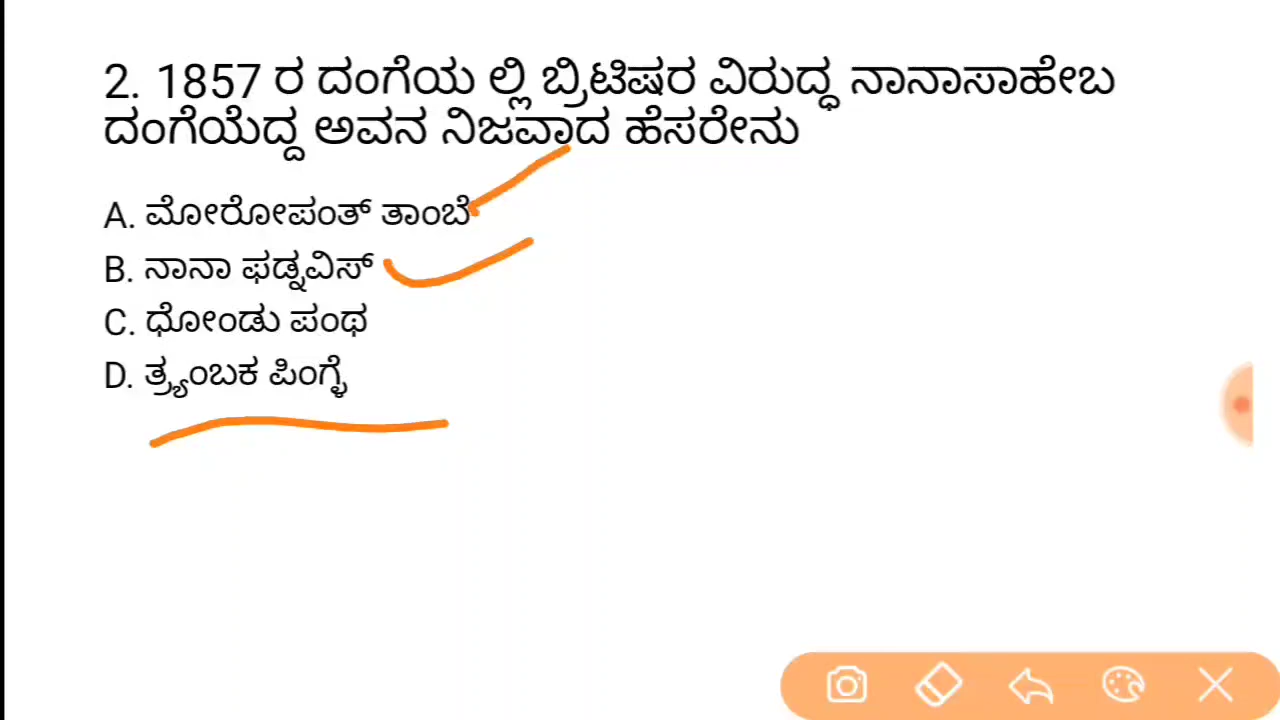 2. 1857 ರ ದಂಗೆಯ ಲ್ಲಿ ಬ್ರಿಟಿಷರ ವಿರುದ್ಧ ನಾನಾಸಾಹೇಬ
ದಂಗೆಯೆದ್ದ ಅವನ ನಿಜವಾದ ಹೆಸರೇನು
A. ಮೋರೋಪಂತ್ ತಾಂಬೆ
B. ನಾನಾ ಫಡ್ನವಿಸ್
C. ಧೋಂಡು ಪಂಥ
D. ತ್ರ್ಯಂಬಕ ಪಿಂಗ್ಳೆ